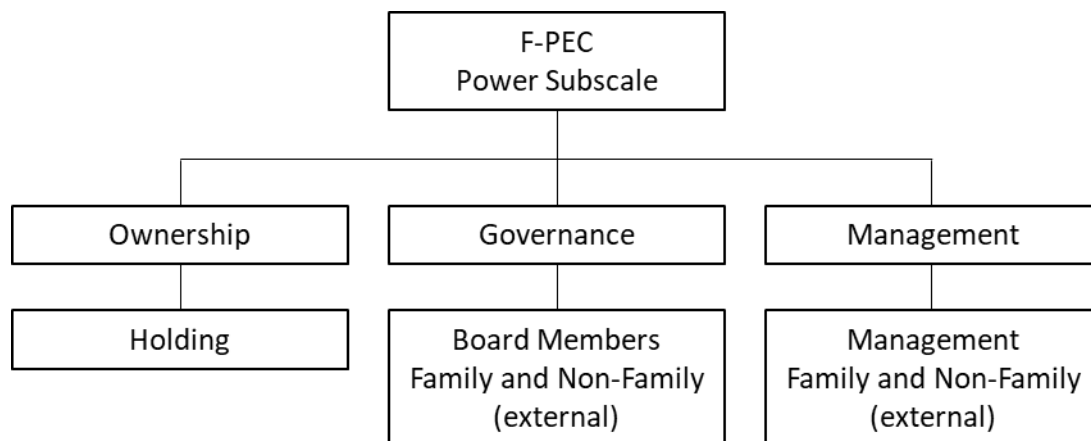 F-PEC
Power Subscale
Ownership
Governance
Management
Holding
Board Members
Family and Non-Family
(external)
Management
Family and Non-Family
(external)